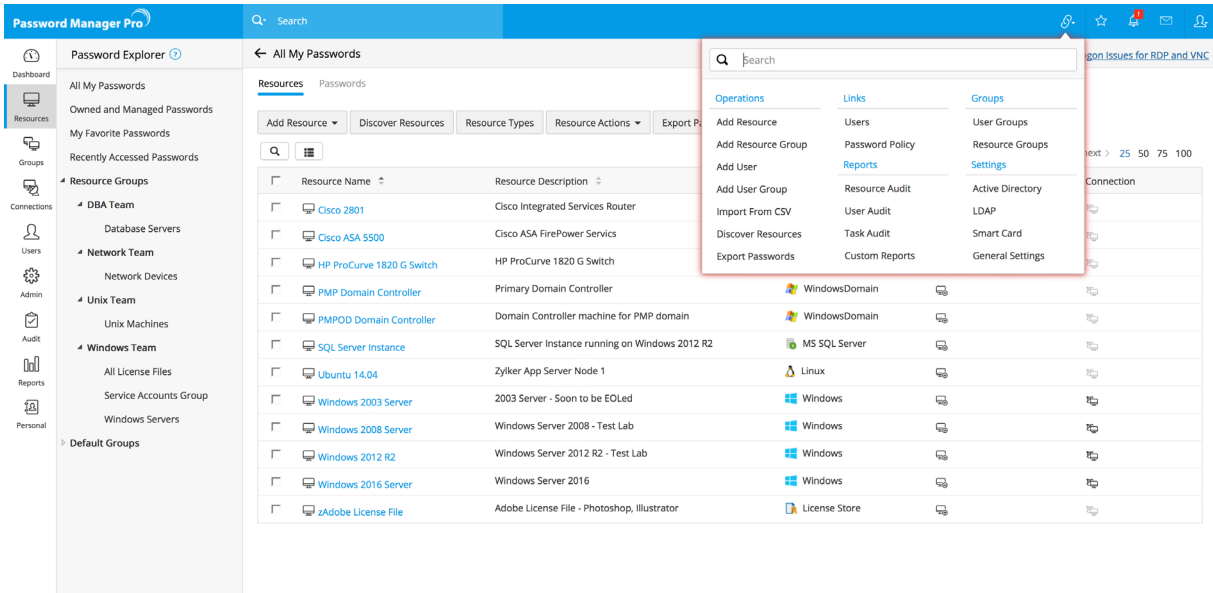 Password Manager Pro
Search
1
Dashboard
Resources
Groups
Connections
Users
Admin
Audit
Reports
Personal
Password Explorer ?
All My Passwords
Owned and Managed Passwords
My Favorite Passwords
Recently Accessed Passwords
Resource Groups
DBA Team
Database Servers
Network Team
Network Devices
Unix Team
Unix Machines
Windows Team
All License Files
Service Accounts Group
Windows Servers
Default Groups
All My Passwords
Issues for RDP and VNC
Resources Passwords
Add Resource Discover Resources Resource Types Resource Actions Export
25 50 75 100
Search
Operations
Add Resource
Add Resource Group
Add User
Add User Group
Import From CSV
Discover Resources
Export Passwords
Links
Users
Password Policy
Reports
Resource Audit
User Audit
Task Audit
Custom Reports
Groups
User Groups
Resource Groups
Settings
Active Directory
LDAP
Smart Card
General Settings
Resource Name Resource Description Connection
Cisco 2801 Cisco Integrated Services Router
Cisco ASA 5500 Cisco ASA FirePower Servics
HP ProCurve 1820 G Switch HP ProCurve 1820 G Switch
PMP Domain Controller Primary Domain Controller WindowsDomain
PMPOD Domain Controller Domain Controller machine for PMP domain WindowsDomain
SQL Server Instance SQL Server Instance running on Windows 2012 R2 MS SQL Server
Ubuntu 14.04 Zylker App Server Node 1 Linux
Windows 2003 Server 2003 Server - Soon to be EOLed Windows
Windows 2008 Server Windows Server 2008 - Test Lab Windows
Windows 2012 R2 Windows Server 2012 R2 - Test Lab Windows
Windows 2016 Server Windows Server 2016 Windows
zAdobe License File Adobe License File - Photoshop, Illustrator License Store